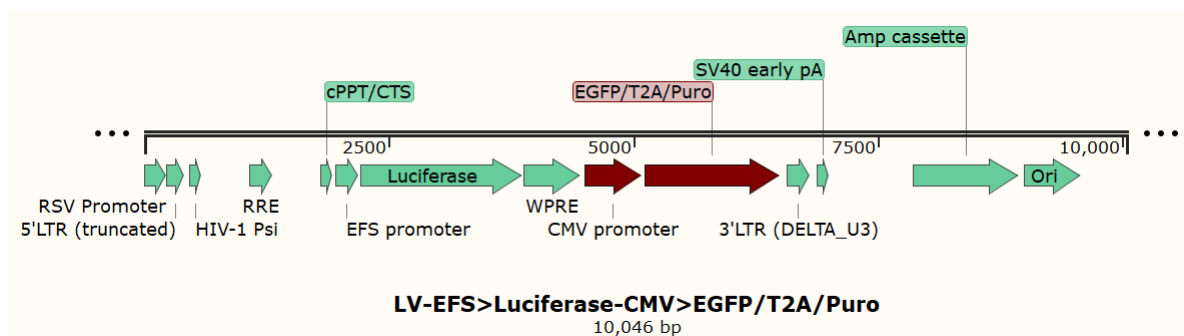 Amp cassette
SV40 early pA
cPPT/CTS
EGFP/T2A/Puro
2500
5000
7500
10,000
Luciferase
Ori
RSV Promoter
RRE
WPRE
5'LTR (truncated)
HIV-1 Psi
EFS promoter
CMV promoter
3'LTR (DELTA_U3)
LV-EFS>Luciferase-CMV>EGFP/T2A/Puro
10,046 bp